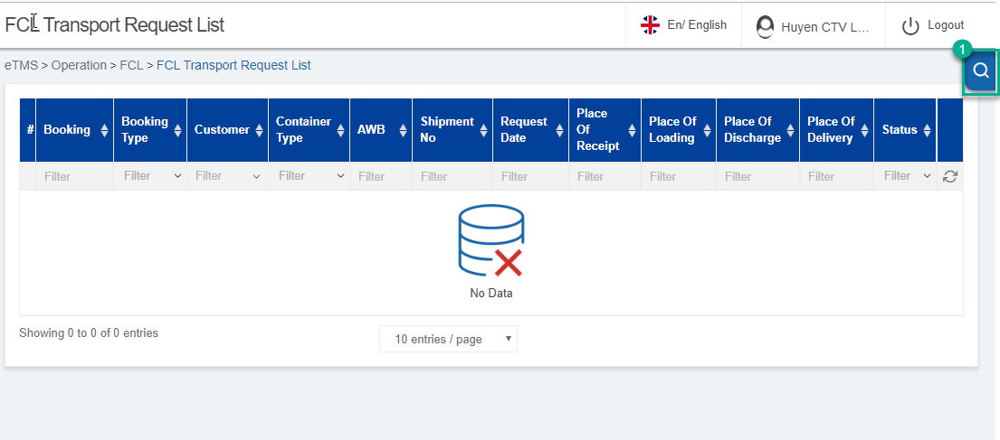 FCL Transport Request List
En/ English
Huyen CTV L...
Logout
1
eTMS > Operation > FCL > FCL Transport Request List
# Booking Booking Type Customer Container Type AWB Shipment No Request Date Place Of Receipt Place Of Loading Place Of Discharge Place Of Delivery Status
Filter Filter Filter Filter Filter Filter Filter Filter Filter Filter Filter Filter
No Data
Showing 0 to 0 of 0 entries
10 entries / page